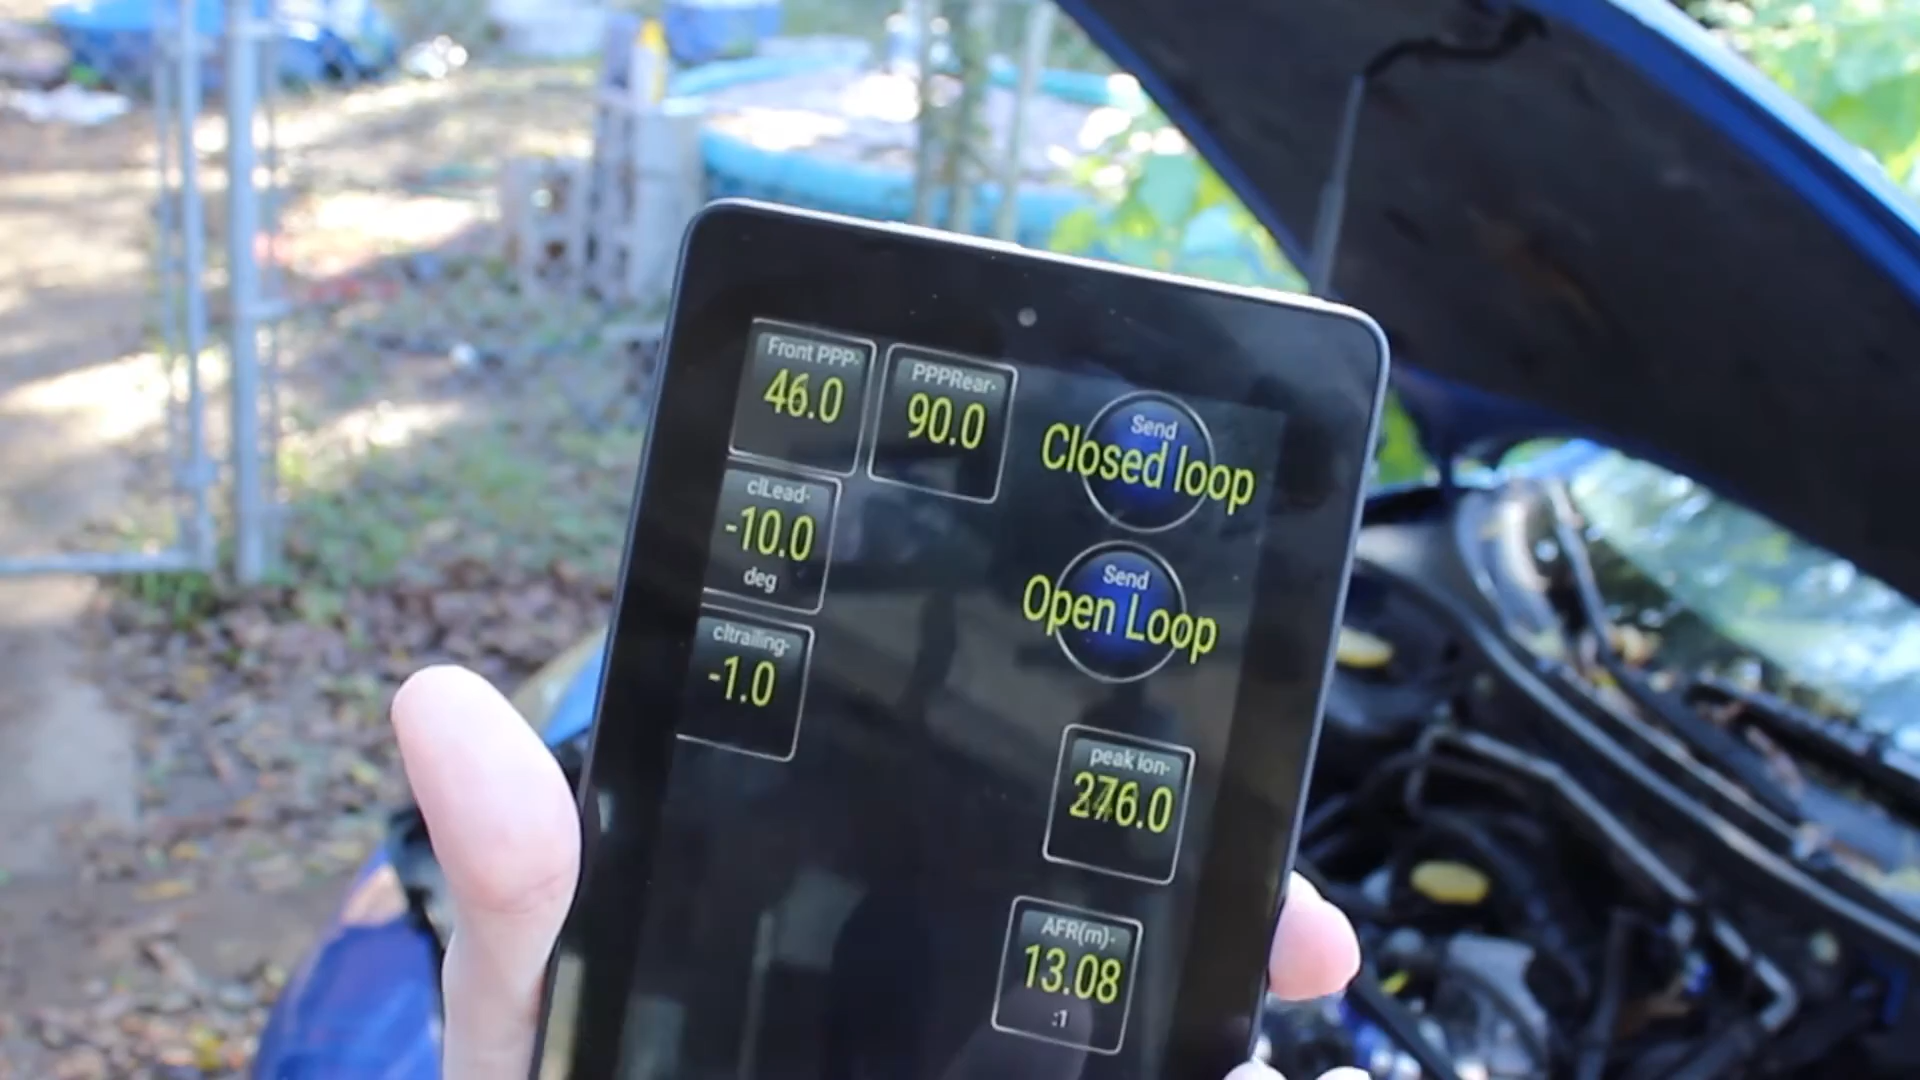 Front PPP-
46.0
PPPRear-
90.0
Send
Closed loop
clLead-
-10.0
deg
Send
Open Loop
cltrailing-
-1.0
peak ion-
276.0
AFR(m)-
13.08
:1